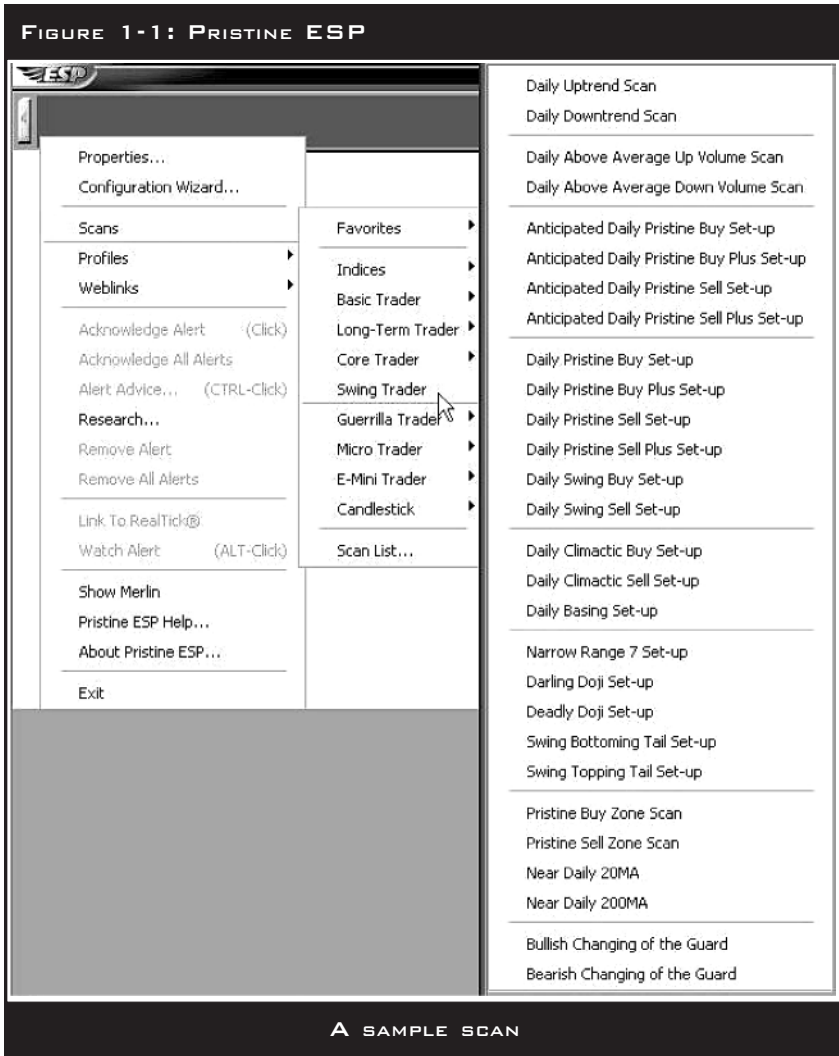 Figure 1-1: Pristine ESP
ESP
Properties...
Configuration Wizard...
Scans
Profiles
Weblinks
Acknowledge Alert (Click)
Acknowledge All Alerts
Alert Advice... (CTRL-Click)
Research...
Remove Alert
Remove All Alerts
Link To RealTick®
Watch Alert (ALT-Click)
Show Merlin
Pristine ESP Help...
About Pristine ESP...
Exit
Favorites
Indices
Basic Trader
Long-Term Trader
Core Trader
Swing Trader
Guerrilla Trader
Micro Trader
E-Mini Trader
Candlestick
Scan List...
Daily Uptrend Scan
Daily Downtrend Scan
Daily Above Average Up Volume Scan
Daily Above Average Down Volume Scan
Anticipated Daily Pristine Buy Set-up
Anticipated Daily Pristine Buy Plus Set-up
Anticipated Daily Pristine Sell Set-up
Anticipated Daily Pristine Sell Plus Set-up
Daily Pristine Buy Set-up
Daily Pristine Buy Plus Set-up
Daily Pristine Sell Set-up
Daily Pristine Sell Plus Set-up
Daily Swing Buy Set-up
Daily Swing Sell Set-up
Daily Climactic Buy Set-up
Daily Climactic Sell Set-up
Daily Basing Set-up
Narrow Range 7 Set-up
Darling Doji Set-up
Deadly Doji Set-up
Swing Bottoming Tail Set-up
Swing Topping Tail Set-up
Pristine Buy Zone Scan
Pristine Sell Zone Scan
Near Daily 20MA
Near Daily 200MA
Bullish Changing of the Guard
Bearish Changing of the Guard
A sample scan